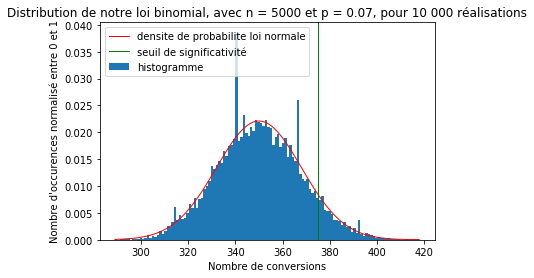 Distribution de notre loi binomial, avec n = 5000 et p = 0.07, pour 10 000 réalisations
Nombre d'occurences normalisé entre 0 et 1
0.040
0.035
0.030
0.025
0.020
0.015
0.010
0.005
0.000
densite de probabilite loi normale
seuil de significativité
histogramme
300
320
340
360
380
400
420
Nombre de conversions